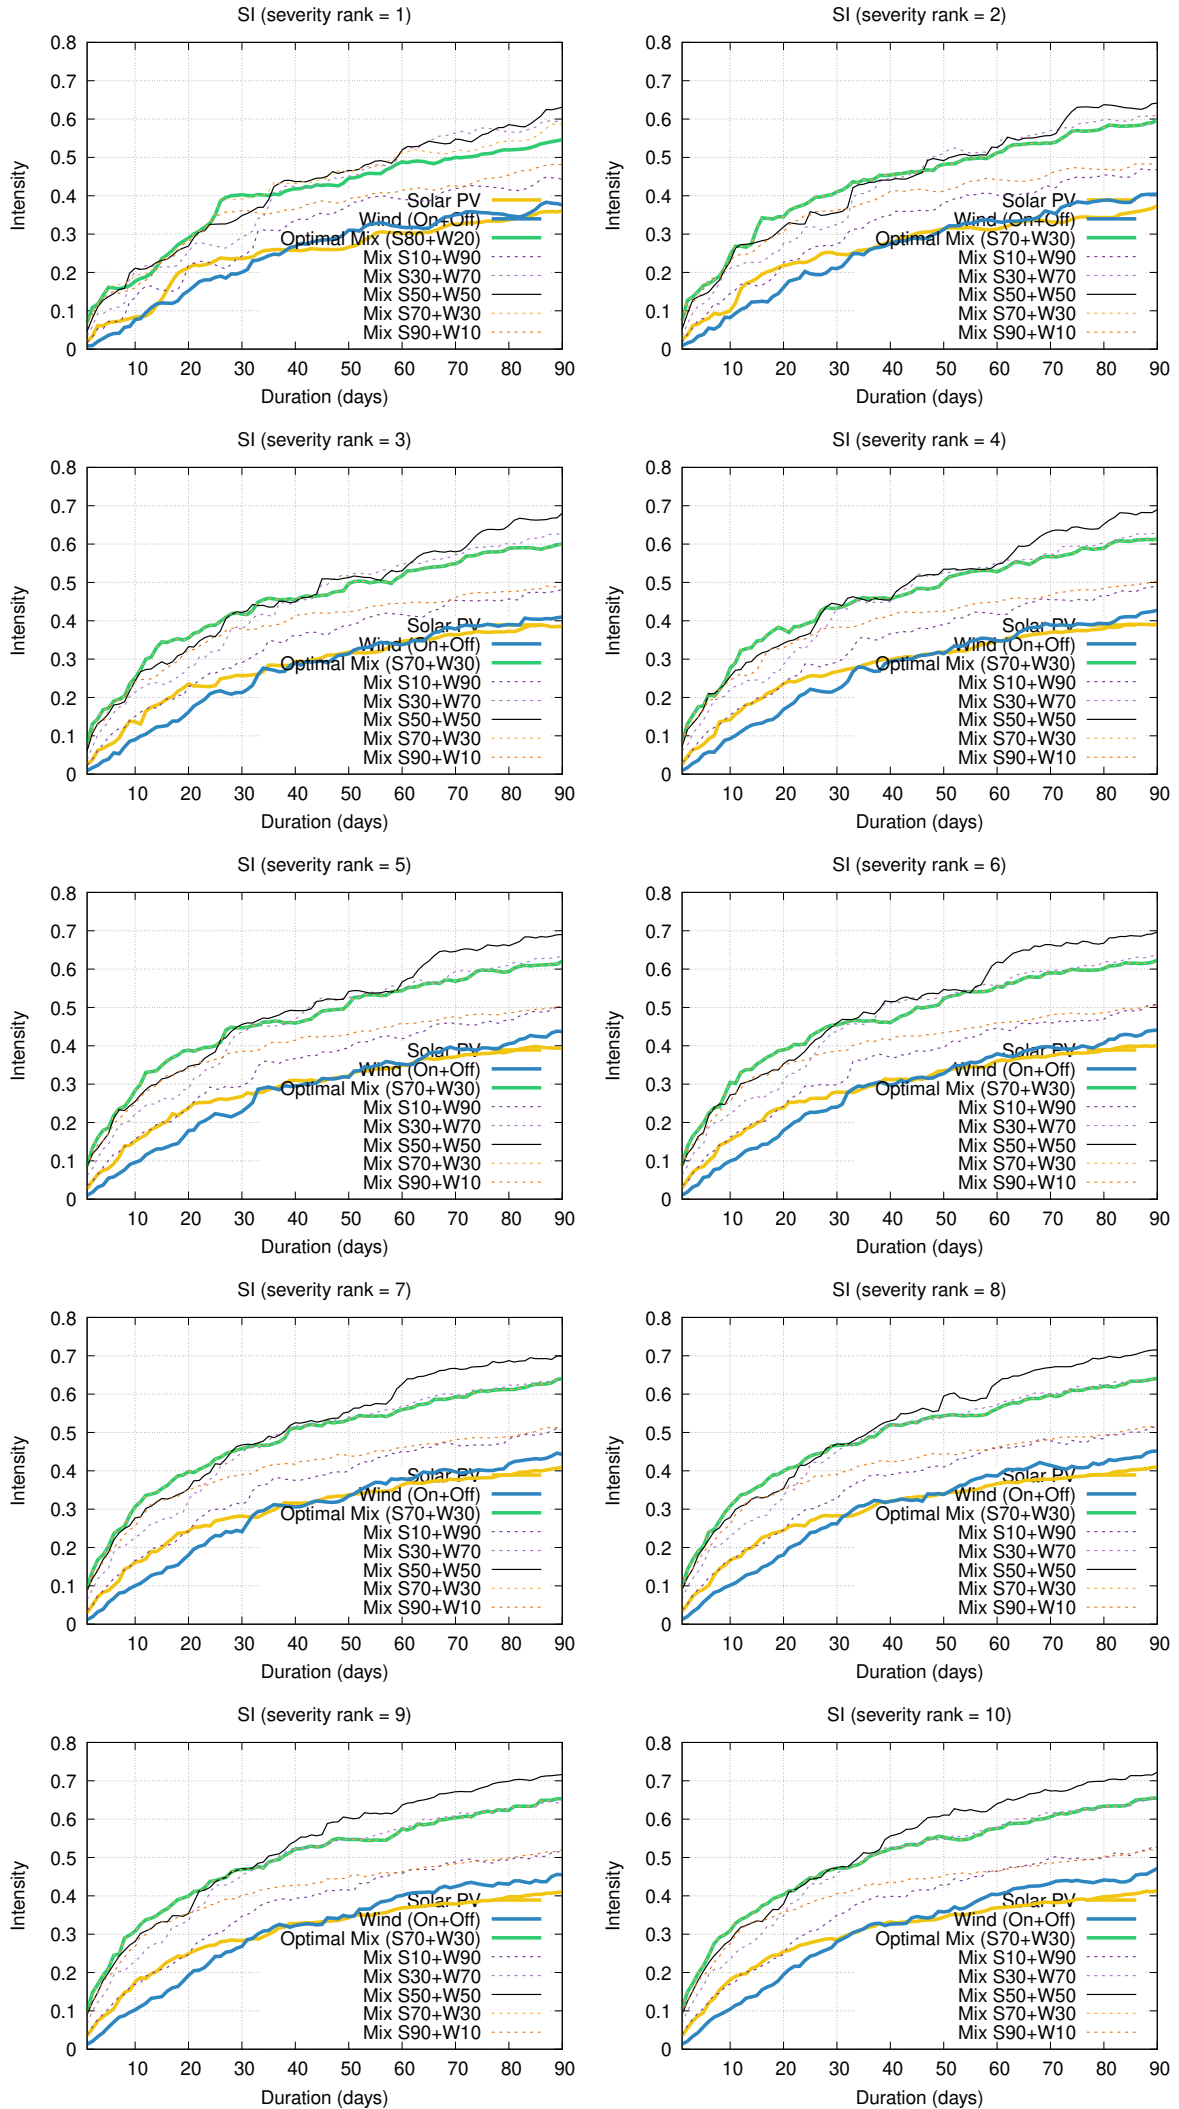 SI (severity rank = 1)
0.8
0.7
0.6
0.5
0.4
0.3
0.2
0.1
0
Intensity
Solar PV
Wind (On+Off)
Optimal Mix (S80+W20)
Mix S10+W90
Mix S30+W70
Mix S50+W50
Mix S70+W30
Mix S90+W10
10 20 30 40 50 60 70 80 90
Duration (days)
SI (severity rank = 2)
0.8
0.7
0.6
0.5
0.4
0.3
0.2
0.1
0
Intensity
Solar PV
Wind (On+Off)
Optimal Mix (S70+W30)
Mix S10+W90
Mix S30+W70
Mix S50+W50
Mix S70+W30
Mix S90+W10
10 20 30 40 50 60 70 80 90
Duration (days)
SI (severity rank = 3)
0.8
0.7
0.6
0.5
0.4
0.3
0.2
0.1
0
Intensity
Solar PV
Wind (On+Off)
Optimal Mix (S70+W30)
Mix S10+W90
Mix S30+W70
Mix S50+W50
Mix S70+W30
Mix S90+W10
10 20 30 40 50 60 70 80 90
Duration (days)
SI (severity rank = 4)
0.8
0.7
0.6
0.5
0.4
0.3
0.2
0.1
0
Intensity
Solar PV
Wind (On+Off)
Optimal Mix (S70+W30)
Mix S10+W90
Mix S30+W70
Mix S50+W50
Mix S70+W30
Mix S90+W10
10 20 30 40 50 60 70 80 90
Duration (days)
SI (severity rank = 5)
0.8
0.7
0.6
0.5
0.4
0.3
0.2
0.1
0
Intensity
Solar PV
Wind (On+Off)
Optimal Mix (S70+W30)
Mix S10+W90
Mix S30+W70
Mix S50+W50
Mix S70+W30
Mix S90+W10
10 20 30 40 50 60 70 80 90
Duration (days)
SI (severity rank = 6)
0.8
0.7
0.6
0.5
0.4
0.3
0.2
0.1
0
Intensity
Solar PV
Wind (On+Off)
Optimal Mix (S70+W30)
Mix S10+W90
Mix S30+W70
Mix S50+W50
Mix S70+W30
Mix S90+W10
10 20 30 40 50 60 70 80 90
Duration (days)
SI (severity rank = 7)
0.8
0.7
0.6
0.5
0.4
0.3
0.2
0.1
0
Intensity
Solar PV
Wind (On+Off)
Optimal Mix (S70+W30)
Mix S10+W90
Mix S30+W70
Mix S50+W50
Mix S70+W30
Mix S90+W10
10 20 30 40 50 60 70 80 90
Duration (days)
SI (severity rank = 8)
0.8
0.7
0.6
0.5
0.4
0.3
0.2
0.1
0
Intensity
Solar PV
Wind (On+Off)
Optimal Mix (S70+W30)
Mix S10+W90
Mix S30+W70
Mix S50+W50
Mix S70+W30
Mix S90+W10
10 20 30 40 50 60 70 80 90
Duration (days)
SI (severity rank = 9)
0.8
0.7
0.6
0.5
0.4
0.3
0.2
0.1
0
Intensity
Solar PV
Wind (On+Off)
Optimal Mix (S70+W30)
Mix S10+W90
Mix S30+W70
Mix S50+W50
Mix S70+W30
Mix S90+W10
10 20 30 40 50 60 70 80 90
Duration (days)
SI (severity rank = 10)
0.8
0.7
0.6
0.5
0.4
0.3
0.2
0.1
0
Intensity
Solar PV
Wind (On+Off)
Optimal Mix (S70+W30)
Mix S10+W90
Mix S30+W70
Mix S50+W50
Mix S70+W30
Mix S90+W10
10 20 30 40 50 60 70 80 90
Duration (days)